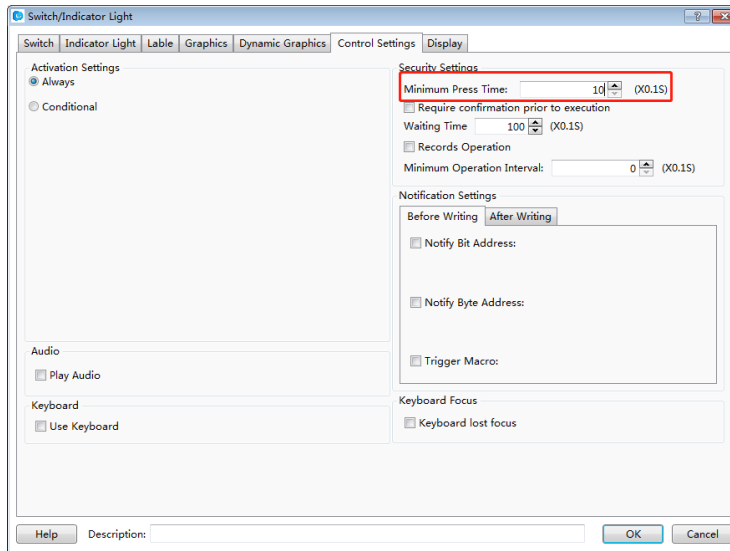 Switch/Indicator Light
Switch Indicator Light Lable Graphics Dynamic Graphics Control Settings Display
Activation Settings
Always
Conditional
Security Settings
Minimum Press Time: 10 (X0.1S)
Require confirmation prior to execution
Waiting Time 100 (X0.1S)
Records Operation
Minimum Operation Interval: 0 (X0.1S)
Notification Settings
Before Writing After Writing
Notify Bit Address:
Notify Byte Address:
Trigger Macro:
Audio
Play Audio
Keyboard
Use Keyboard
Keyboard Focus
Keyboard lost focus
Help Description: OK Cancel